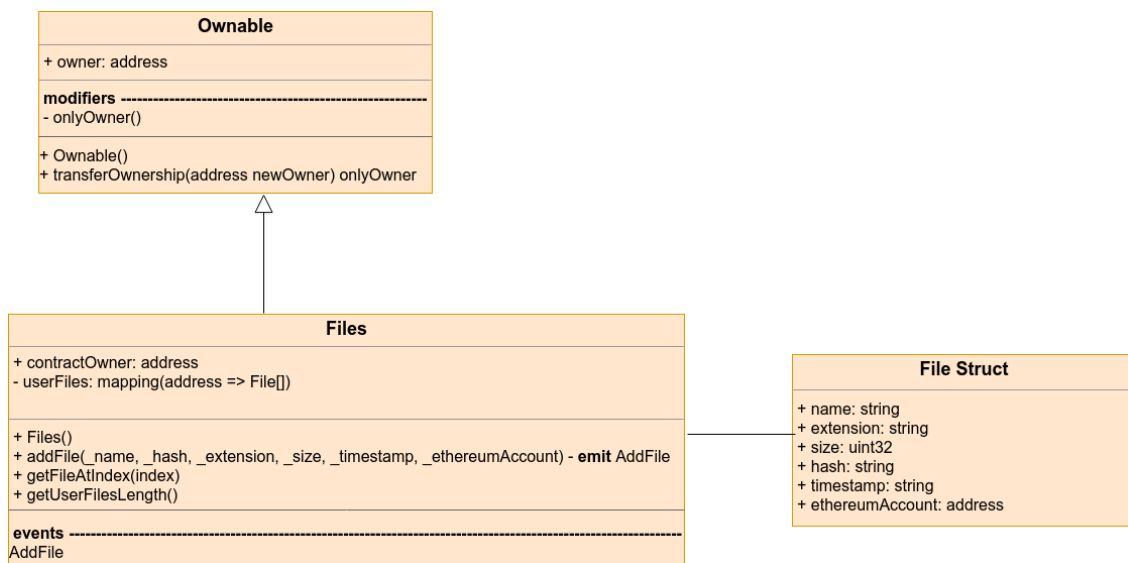 Ownable
+ owner: address
modifiers ----------------------------------------------------------
- onlyOwner()
+ Ownable()
+ transferOwnership(address newOwner) onlyOwner
Files
+ contractOwner: address
- userFiles: mapping(address => File[])
+ Files()
+ addFile(_name, _hash, _extension, _size, _timestamp, _ethereumAccount) - emit AddFile
+ getFileAtIndex(index)
+ getUserFilesLength()
events --------------------------------------------------------------------------------------------------------------------
AddFile
File Struct
+ name: string
+ extension: string
+ size: uint32
+ hash: string
+ timestamp: string
+ ethereumAccount: address